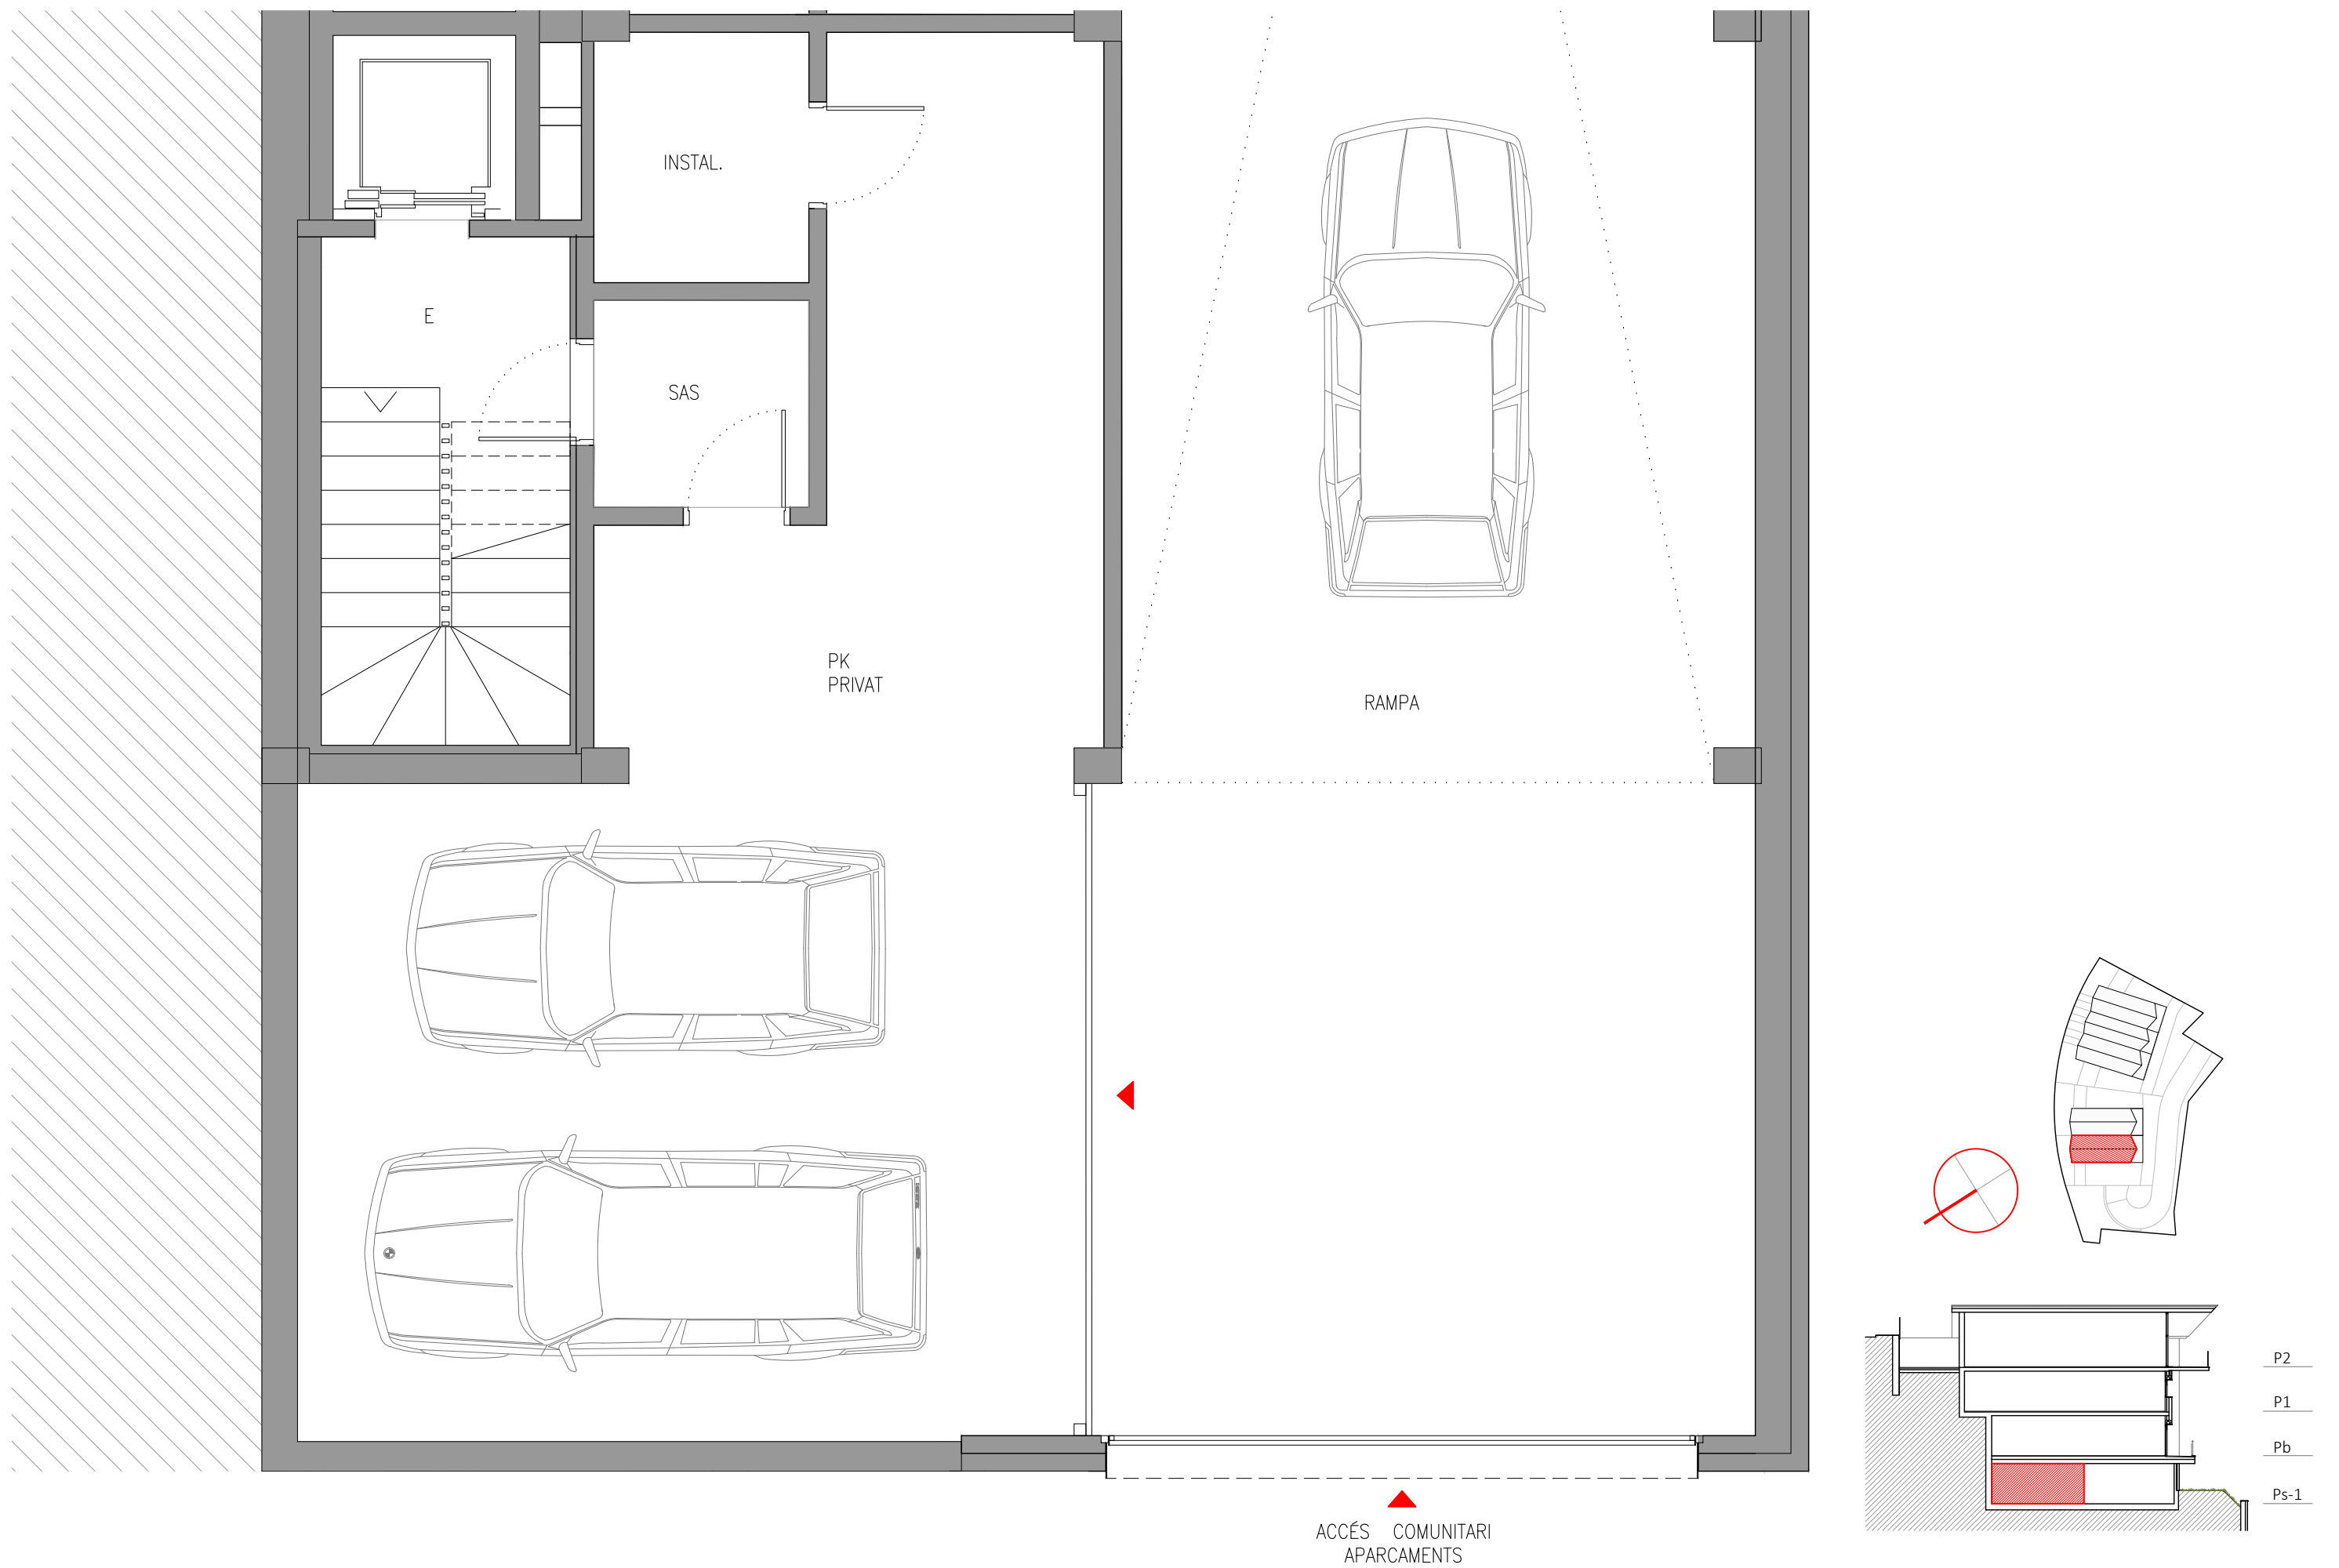 INSTAL.
E
SAS
PK
PRIVAT
RAMPA
P2
P1
Pb
Ps-1
ACCÉS COMUNITARI
APARCAMENTS